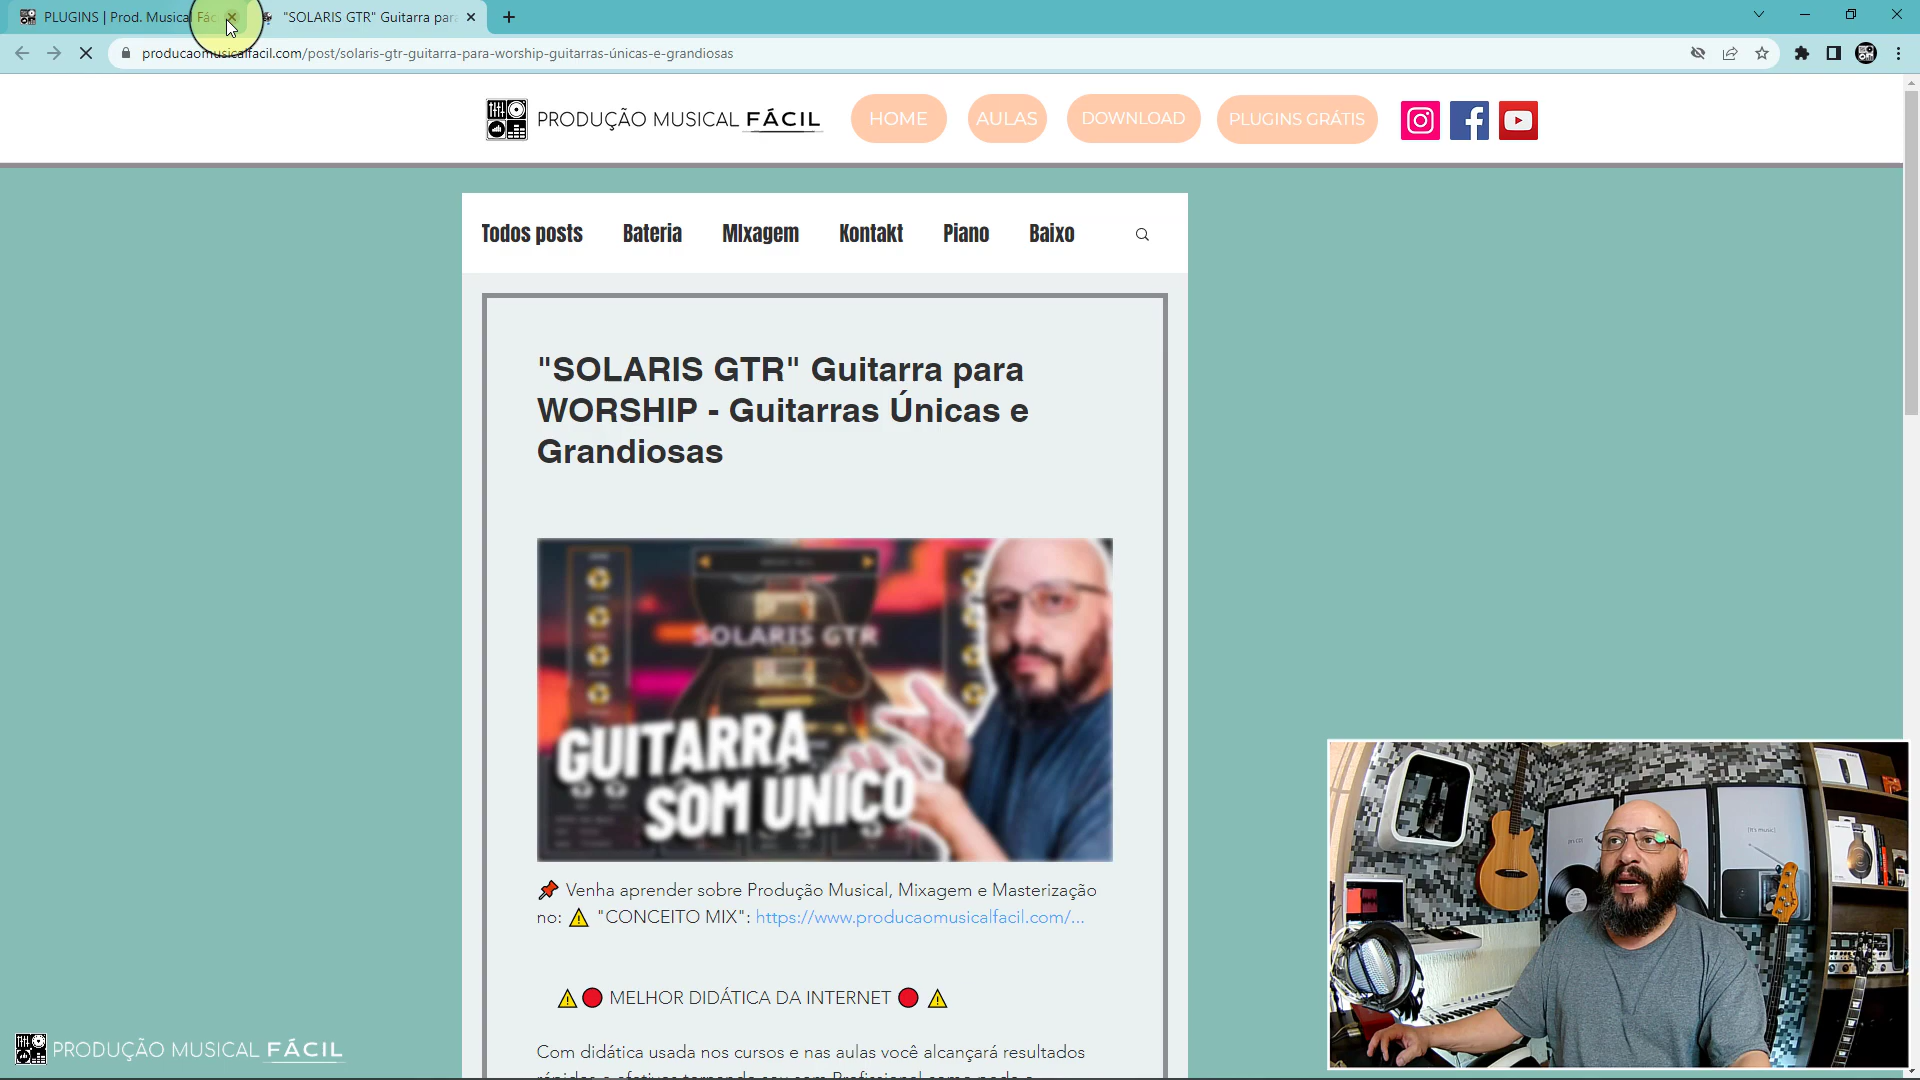 PLUGINS | Prod. Musical Fác
"SOLARIS GTR" Guitarra par
producaomusicalfacil.com/post/solaris-gtr-guitarra-para-worship-guitarras-únicas-e-grandiosas
PRODUÇÃO MUSICAL FÁCIL
HOME
AULAS
DOWNLOAD
PLUGINS GRÁTIS
Todos posts
Bateria
MIxagem
Kontakt
Piano
Baixo
"SOLARIS GTR" Guitarra para
WORSHIP - Guitarras Únicas e
Grandiosas
SOLARIS GTR
GUITARRA
SOM ÚNICO
📌 Venha aprender sobre Produção Musical, Mixagem e Masterização
no: ⚠ "CONCEITO MIX": https://www.producaomusicalfacil.com/...
⚠🔴 MELHOR DIDÁTICA DA INTERNET 🔴 ⚠
Com didática usada nos cursos e nas aulas você alcançará resultados
PRODUÇÃO MUSICAL FÁCIL